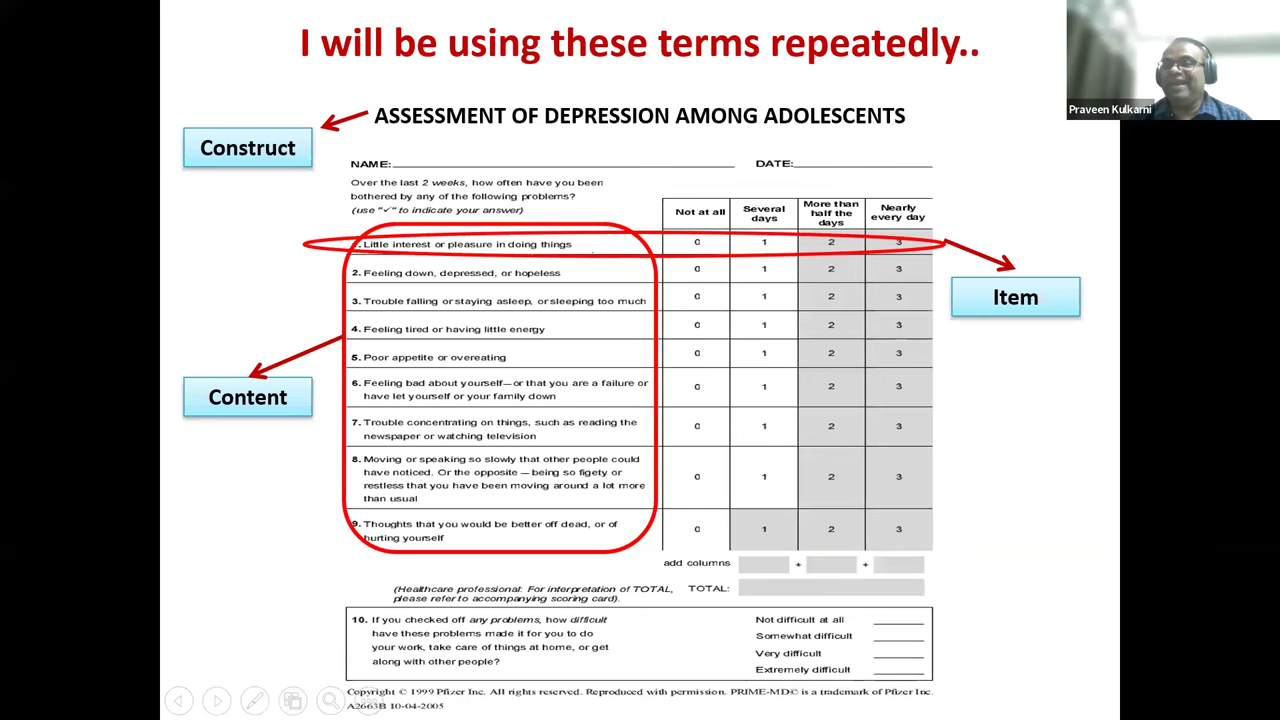 I will be using these terms repeatedly..
Praveen Kulkarni
ASSESSMENT OF DEPRESSION AMONG ADOLESCENTS
Construct
NAME: DATE:
Over the last 2 weeks, how often have you been
bothered by any of the following problems?
(use "✓" to indicate your answer)
Not at all
Several
days
More than
half the
days
Nearly
every day
1. Little interest or pleasure in doing things 0 1 2 3
2. Feeling down, depressed, or hopeless 0 1 2 3
Item
3. Trouble falling or staying asleep, or sleeping too much 0 1 2 3
4. Feeling tired or having little energy 0 1 2 3
5. Poor appetite or overeating 0 1 2 3
Content
6. Feeling bad about yourself—or that you are a failure or
have let yourself or your family down 0 1 2 3
7. Trouble concentrating on things, such as reading the
newspaper or watching television 0 1 2 3
8. Moving or speaking so slowly that other people could
have noticed. Or the opposite — being so figety or
restless that you have been moving around a lot more
than usual 0 1 2 3
9. Thoughts that you would be better off dead, or of
hurting yourself 0 1 2 3
add columns + +
(Healthcare professional: For interpretation of TOTAL, TOTAL:
please refer to accompanying scoring card).
10. If you checked off any problems, how difficult
have these problems made it for you to do
your work, take care of things at home, or get
along with other people?
Not difficult at all
Somewhat difficult
Very difficult
Extremely difficult
Copyright © 1999 Pfizer Inc. All rights reserved. Reproduced with permission. PRIME-MD© is a trademark of Pfizer Inc.
A2663B 10-04-2005